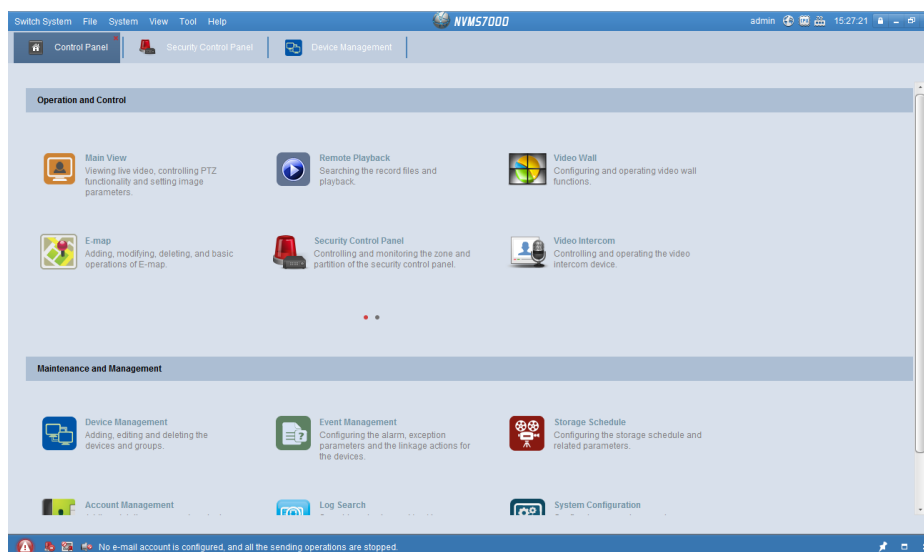 Switch System File System View Tool Help NVMS7000 admin 15:27:21
Control Panel Security Control Panel Device Management
Operation and Control
Main View
Viewing live video, controlling PTZ
functionality and setting image
parameters.
Remote Playback
Searching the record files and
playback.
Video Wall
Configuring and operating video wall
functions.
E-map
Adding, modifying, deleting, and basic
operations of E-map.
Security Control Panel
Controlling and monitoring the zone and
partition of the security control panel.
Video Intercom
Controlling and operating the video
intercom device.
Maintenance and Management
Device Management
Adding, editing and deleting the
devices and groups.
Event Management
Configuring the alarm, exception
parameters and the linkage actions for
the devices.
Storage Schedule
Configuring the storage schedule and
related parameters.
Account Management
Log Search
System Configuration
No e-mail account is configured, and all the sending operations are stopped.